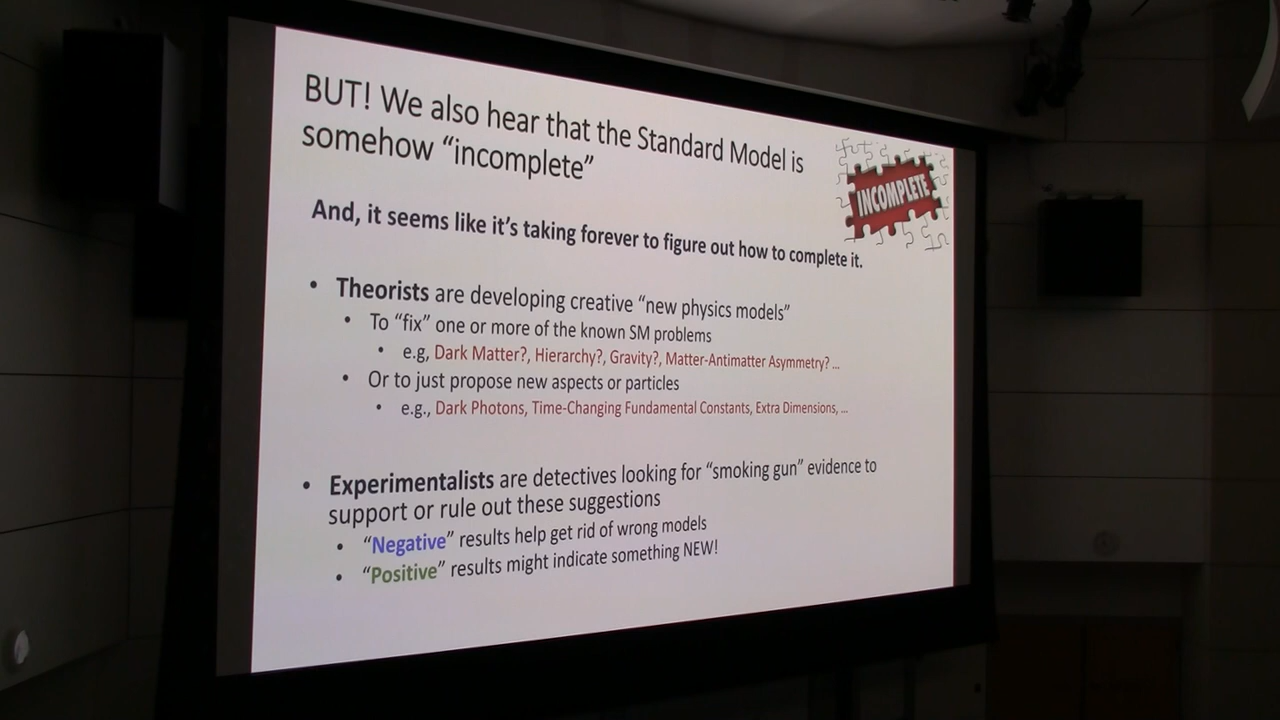 BUT! We also hear that the Standard Model is
somehow “incomplete”
INCOMPLETE
And, it seems like it’s taking forever to figure out how to complete it.
• Theorists are developing creative “new physics models”
• To “fix” one or more of the known SM problems
• e.g, Dark Matter?, Hierarchy?, Gravity?, Matter-Antimatter Asymmetry? ...
• Or to just propose new aspects or particles
• e.g., Dark Photons, Time-Changing Fundamental Constants, Extra Dimensions, ...
• Experimentalists are detectives looking for “smoking gun” evidence to
support or rule out these suggestions
• “Negative” results help get rid of wrong models
• “Positive” results might indicate something NEW!